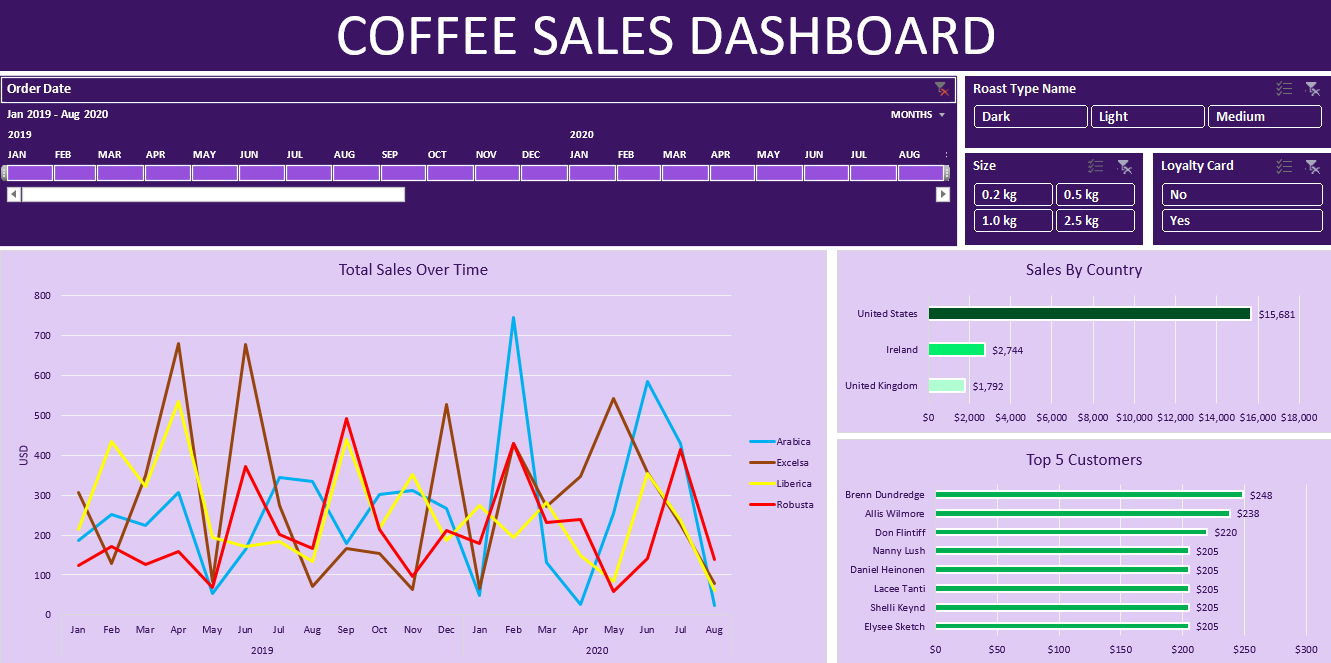 COFFEE SALES DASHBOARD
Order Date
Jan 2019 - Aug 2020
MONTHS
2019 2020
JAN FEB MAR APR MAY JUN JUL AUG SEP OCT NOV DEC JAN FEB MAR APR MAY JUN JUL AUG
Roast Type Name
Dark Light Medium
Size
0.2 kg 0.5 kg
1.0 kg 2.5 kg
Loyalty Card
No
Yes
Total Sales Over Time
800
700
600
500
400
300
200
100
0
USD
Jan Feb Mar Apr May Jun Jul Aug Sep Oct Nov Dec Jan Feb Mar Apr May Jun Jul Aug
2019 2020
Arabica
Excelsa
Liberica
Robusta
Sales By Country
United States $15,681
Ireland $2,744
United Kingdom $1,792
$0 $2,000 $4,000 $6,000 $8,000 $10,000 $12,000 $14,000 $16,000 $18,000
Top 5 Customers
Brenn Dundredge $248
Allis Wilmore $238
Don Flintiff $220
Nanny Lush $205
Daniel Heinonen $205
Lacee Tanti $205
Shelli Keynd $205
Elysee Sketch $205
$0 $50 $100 $150 $200 $250 $300